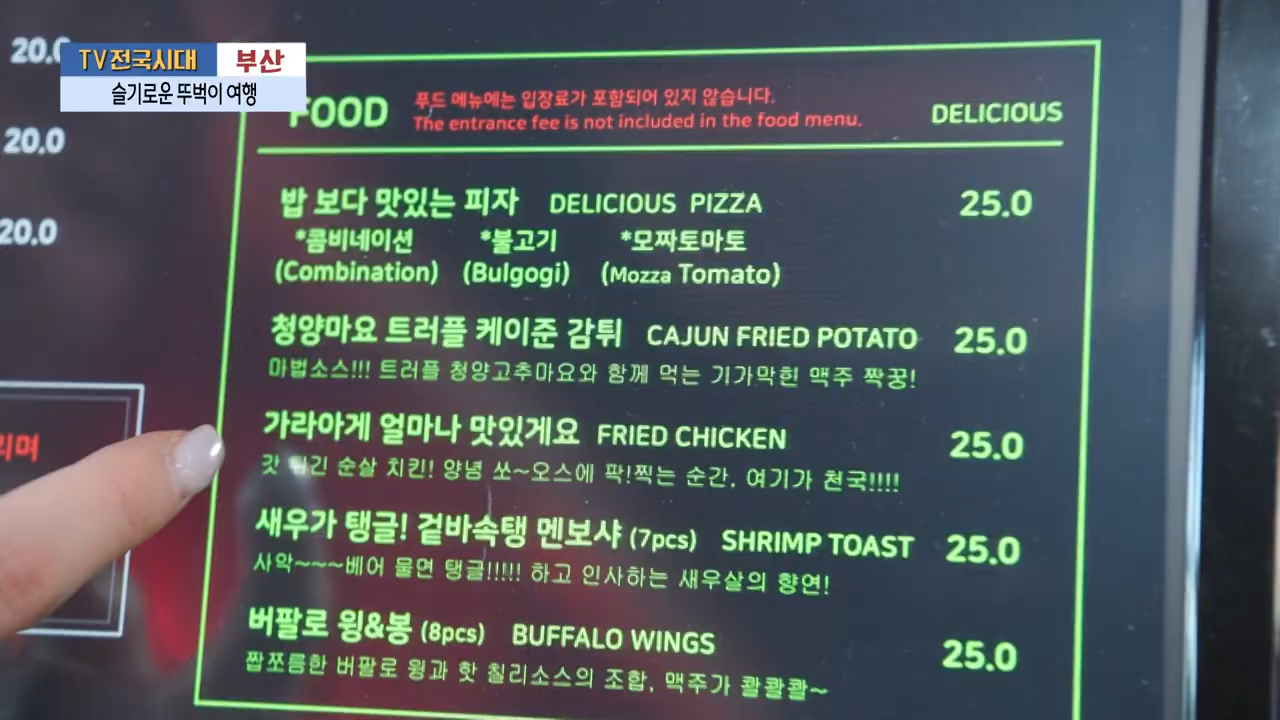 TV전국시대 부산
슬기로운 뚜벅이 여행
20.0
20.0
20.0
리며
FOOD 푸드 메뉴에는 입장료가 포함되어 있지 않습니다. DELICIOUS
The entrance fee is not included in the food menu.
밥 보다 맛있는 피자 DELICIOUS PIZZA 25.0
*콤비네이션 *불고기 *모짜토마토
(Combination) (Bulgogi) (Mozza Tomato)
청양마요 트러플 케이준 감튀 CAJUN FRIED POTATO 25.0
마법소스!!! 트러플 청양고추마요와 함께 먹는 기가막힌 맥주 짝꿍!
가라아게 얼마나 맛있게요 FRIED CHICKEN 25.0
갓 튀긴 순살 치킨! 양념 쏘~오스에 팍!찍는 순간, 여기가 천국!!!!
새우가 탱글! 겉바속탱 멘보샤 (7pcs) SHRIMP TOAST 25.0
사악~~~베어 물면 탱글!!!!! 하고 인사하는 새우살의 향연!
버팔로 윙&봉 (8pcs) BUFFALO WINGS 25.0
짭쪼름한 버팔로 윙과 핫 칠리소스의 조합, 맥주가 콸콸콸~